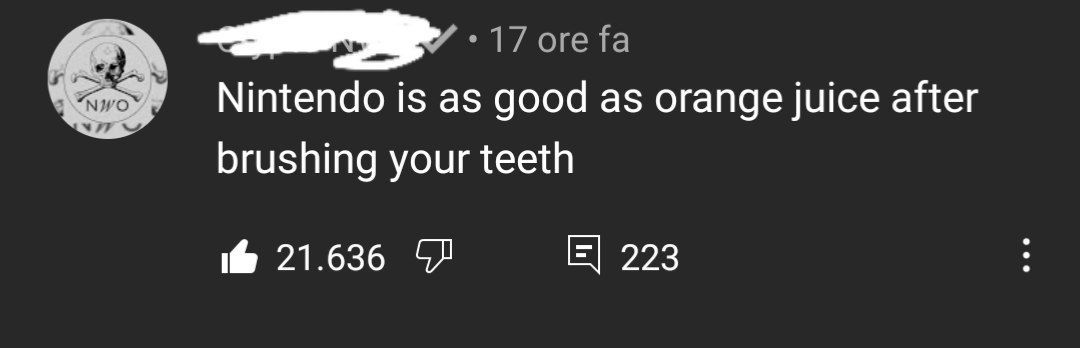 NWO
• 17 ore fa
Nintendo is as good as orange juice after
brushing your teeth
21.636
223